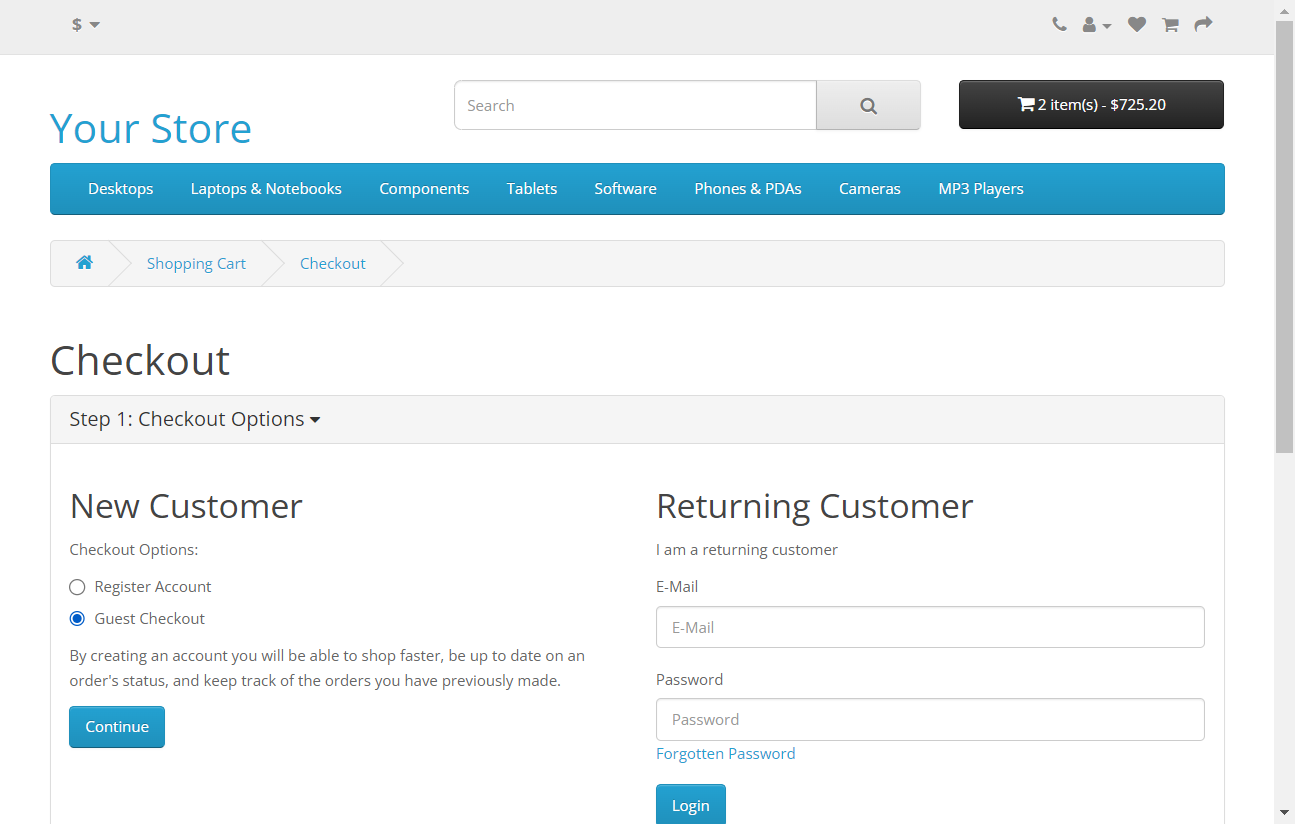 $
Search
2 item(s) - $725.20
Your Store
Desktops Laptops & Notebooks Components Tablets Software Phones & PDAs Cameras MP3 Players
Shopping Cart Checkout
Checkout
Step 1: Checkout Options
New Customer
Checkout Options:
Register Account
Guest Checkout
By creating an account you will be able to shop faster, be up to date on an
order's status, and keep track of the orders you have previously made.
Continue
Returning Customer
I am a returning customer
E-Mail
E-Mail
Password
Password
Forgotten Password
Login